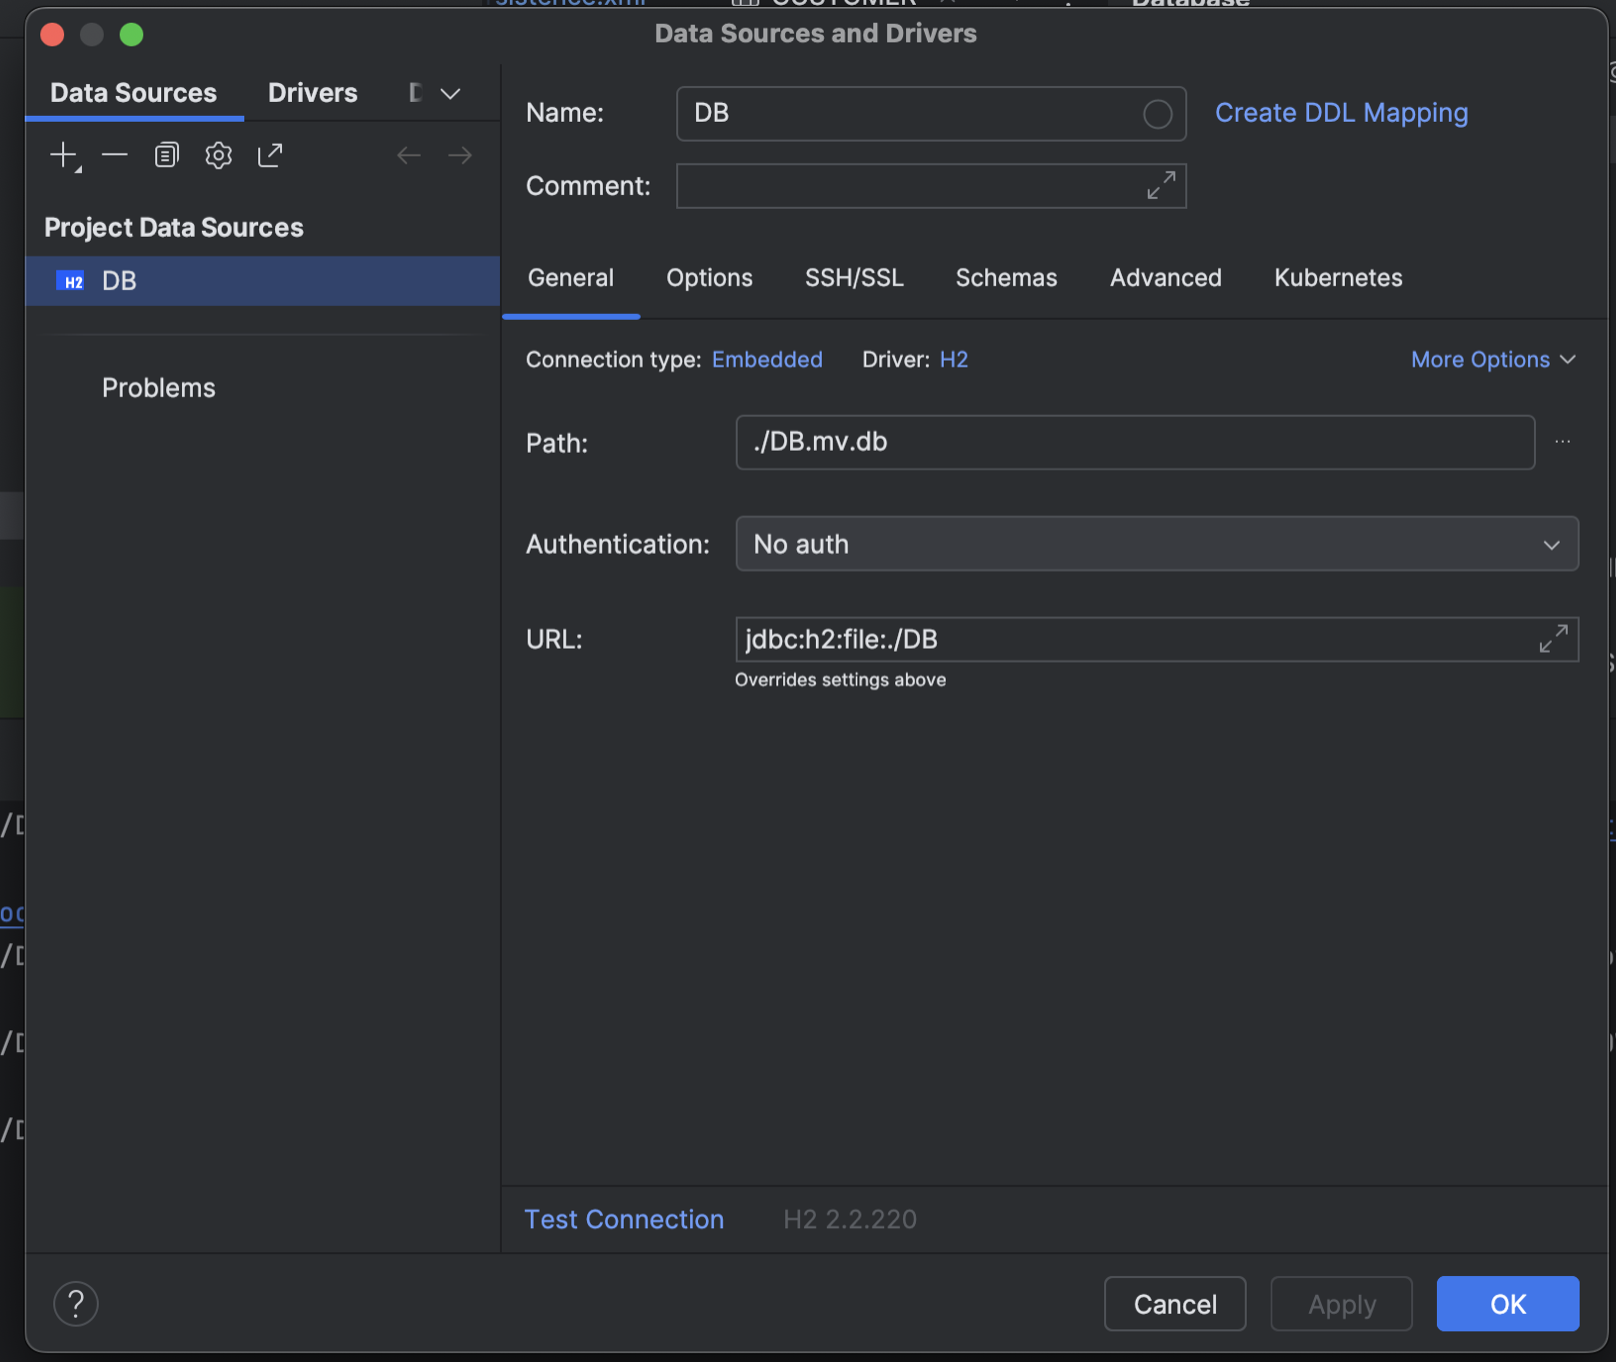 Data Sources and Drivers
Data Sources Drivers
Name: DB Create DDL Mapping
Comment:
Project Data Sources
H2 DB
Problems
General Options SSH/SSL Schemas Advanced Kubernetes
Connection type: Embedded Driver: H2 More Options
Path: ./DB.mv.db ...
Authentication: No auth
URL: jdbc:h2:file:./DB
Overrides settings above
Test Connection H2 2.2.220
? Cancel Apply OK